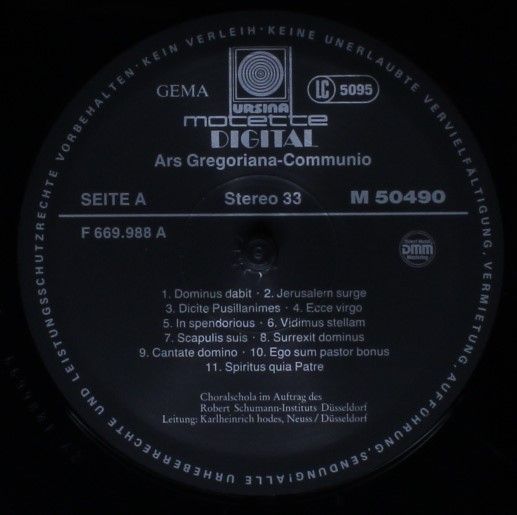 ·KEIN VERLEIH·KEINE UNERLAUBTE VERVIELFÄLTIGUNG, VERMIETUNG, AUFFÜHRUNG, SENDUNG!ALLE URHEBERRECHTE UND LEISTUNGSSCHUTZRECHTE VORBEHALTEN
GEMA
LC 5095
URSINA
motette
DIGITAL
Ars Gregoriana-Communio
SEITE A Stereo 33 M 50490
F 669.988 A
Direct Metal
DMM
Mastering
1. Dominus dabit · 2. Jerusalem surge
3. Dicite Pusillanimes · 4. Ecce virgo
5. In spendorious · 6. Vidimus stellam
7. Scapulis suis · 8. Surrexit dominus
9. Cantate domino · 10. Ego sum pastor bonus
11. Spiritus quia Patre
Choralschola im Auftrag des
Robert Schumann-Instituts Düsseldorf
Leitung: Karlheinrich hodes, Neuss/Düsseldorf